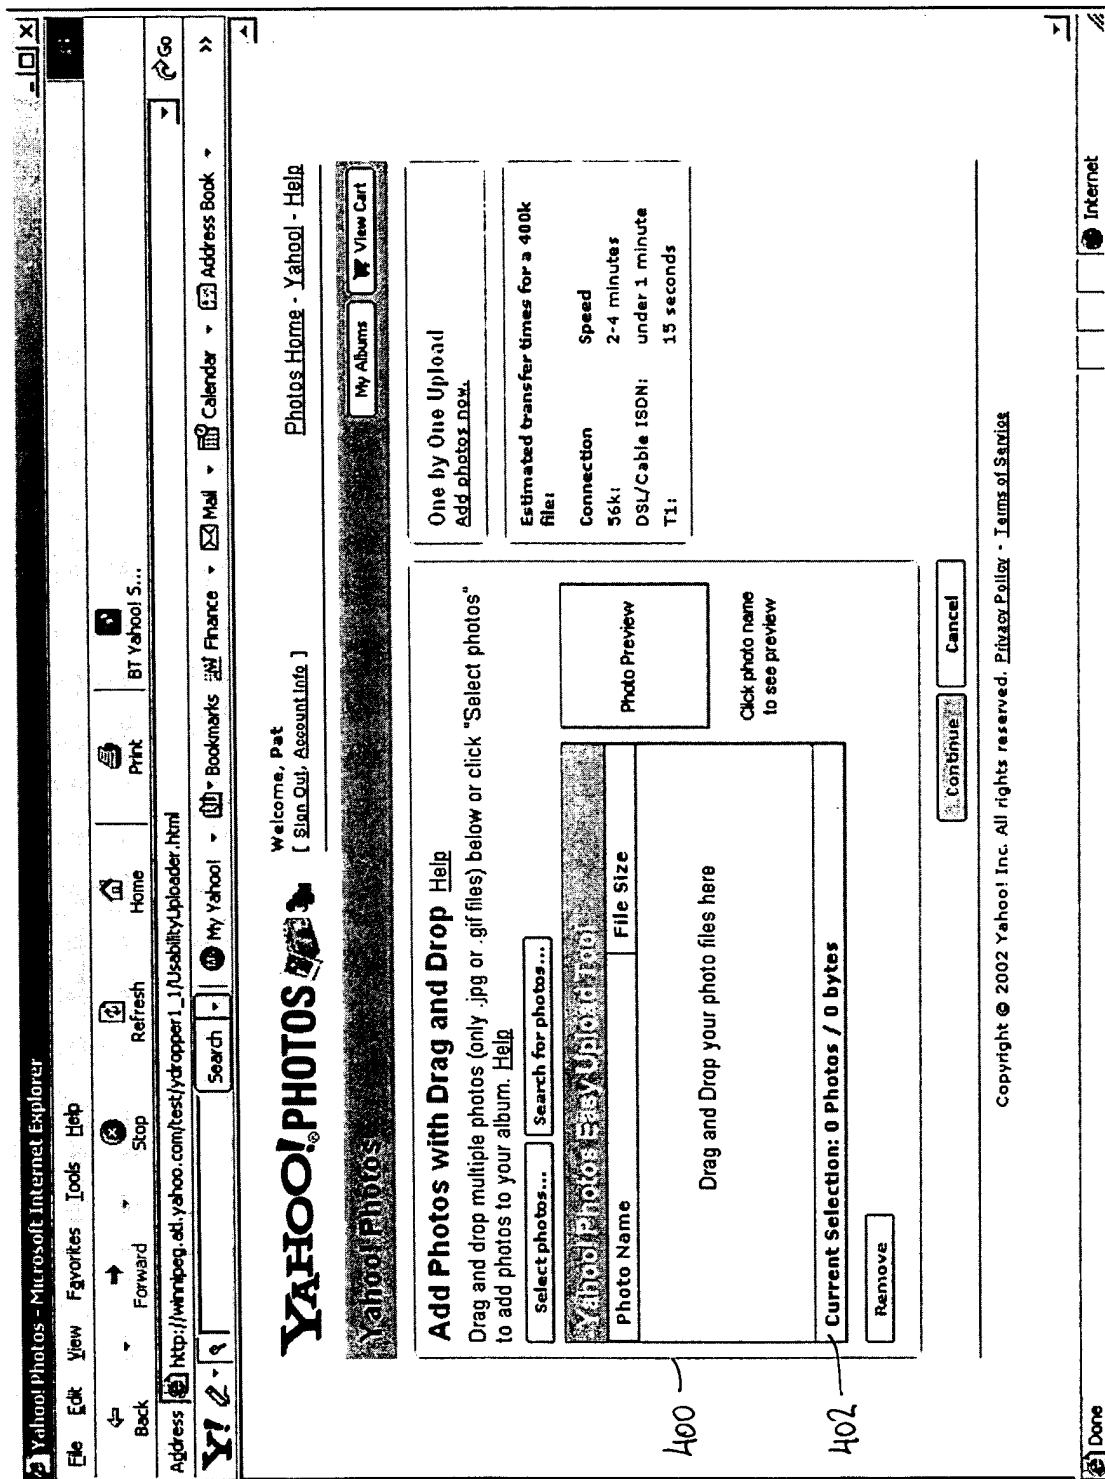 Yahoo! Photos - Microsoft Internet Explorer
File Edit View Favorites Tools Help
Back Forward Stop Refresh Home Print BT Yahoo! S...
Address http://winnipeg.atl.yahoo.com/test/ydropper1_1/UsabilityUploader.html Go
Y! Search My Yahoo! Bookmarks Finance Mail Calendar Address Book »
YAHOO! PHOTOS
Welcome, Pat
[ Sign Out, Account Info ]
Photos Home - Yahoo! - Help
Yahoo! Photos
My Albums View Cart
Add Photos with Drag and Drop Help
Drag and drop multiple photos (only .jpg or .gif files) below or click "Select photos"
to add photos to your album. Help
Select photos... Search for photos...
Yahoo! Photos Easy Upload Tool
Photo Name File Size
Drag and Drop your photo files here
Current Selection: 0 Photos / 0 bytes
Remove
Photo Preview
Click photo name
to see preview
One by One Upload
Add photos now.
Estimated transfer times for a 400k
file:
Connection Speed
56k: 2-4 minutes
DSL/Cable ISDN: under 1 minute
T1: 15 seconds
Continue Cancel
400
402
Copyright © 2002 Yahoo! Inc. All rights reserved. Privacy Policy - Terms of Service
Done Internet